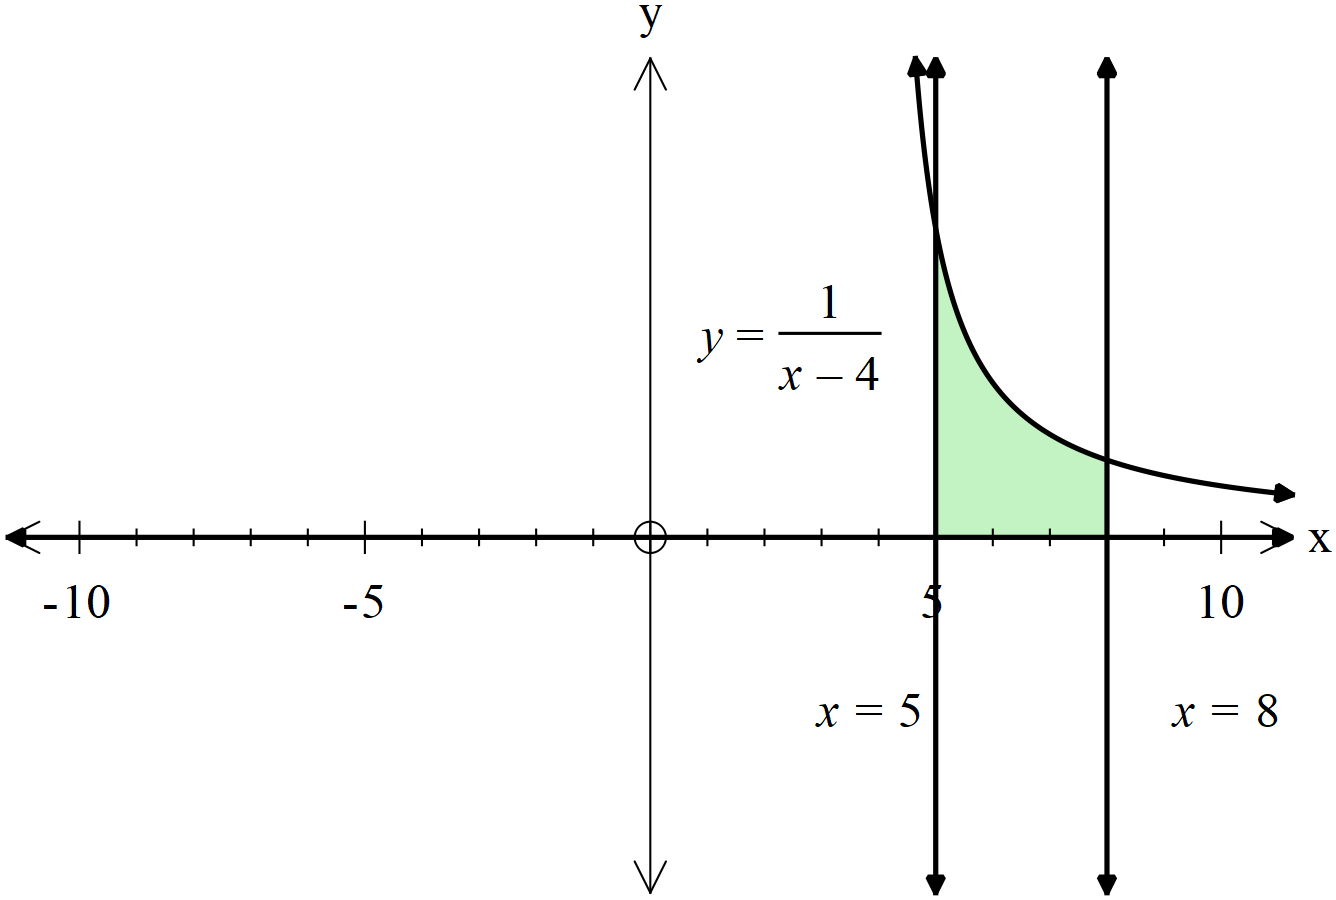 y
y = 1/(x – 4)
x
-10 -5 5 10
x = 5 x = 8